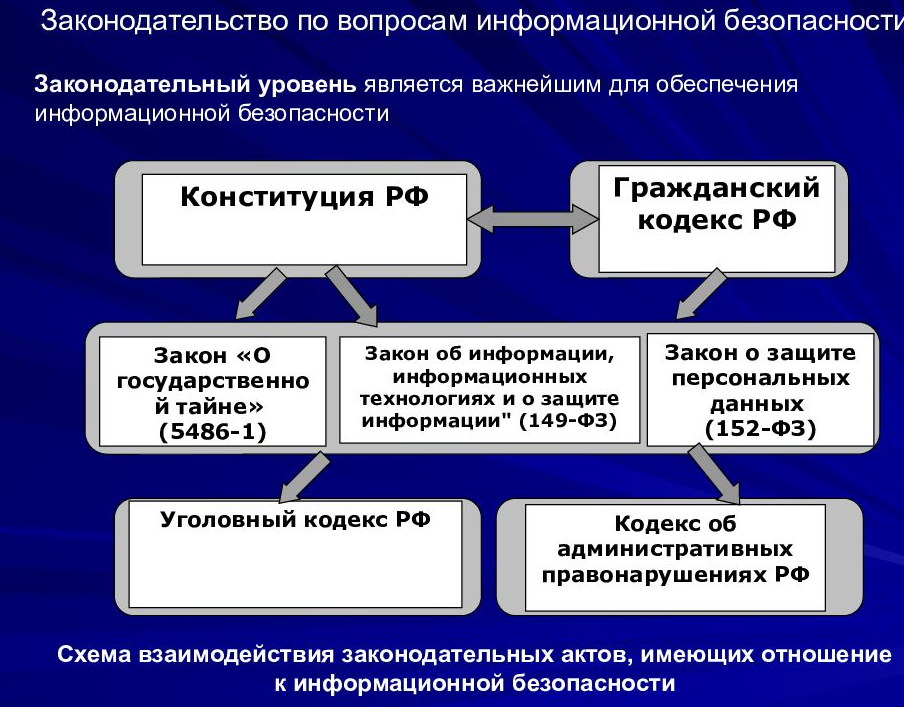 Законодательство по вопросам информационной безопасности
Законодательный уровень является важнейшим для обеспечения
информационной безопасности
Конституция РФ
Гражданский
кодекс РФ
Закон «О
государственно
й тайне»
(5486-1)
Закон об информации,
информационных
технологиях и о защите
информации" (149-ФЗ)
Закон о защите
персональных
данных
(152-ФЗ)
Уголовный кодекс РФ
Кодекс об
административных
правонарушениях РФ
Схема взаимодействия законодательных актов, имеющих отношение
к информационной безопасности